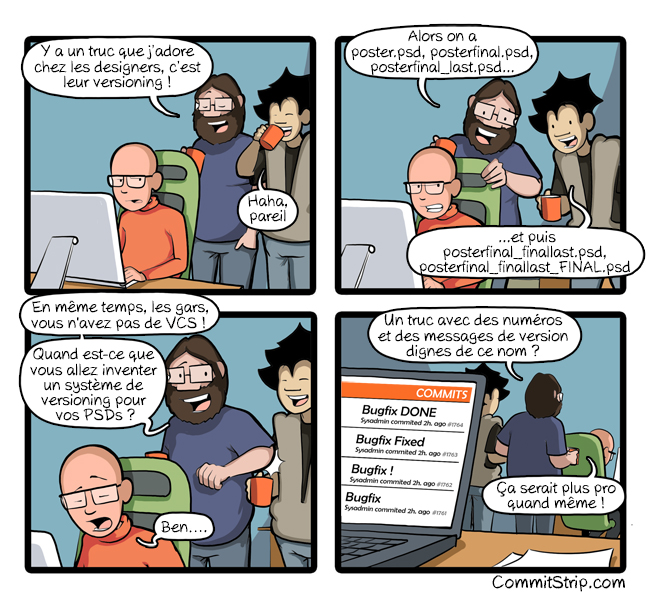 Y a un truc que j'adore
chez les designers, c'est
leur versioning !
Haha,
pareil
Alors on a
poster.psd, posterfinal.psd,
posterfinal_last.psd...
...et puis
posterfinal_finallast.psd,
posterfinal_finallast_FINAL.psd
En même temps, les gars,
vous n'avez pas de VCS !
Quand est-ce que
vous allez inventer
un système de
versioning pour
vos PSDs ?
Ben....
Un truc avec des numéros
et des messages de version
dignes de ce nom ?
COMMITS
Bugfix DONE
Sysadmin commited 2h. ago #1764
Bugfix Fixed
Sysadmin commited 2h. ago #1763
Bugfix !
Sysadmin commited 2h. ago #1762
Bugfix
Sysadmin commited 2h. ago #1761
Ça serait plus pro
quand même !
CommitStrip.com